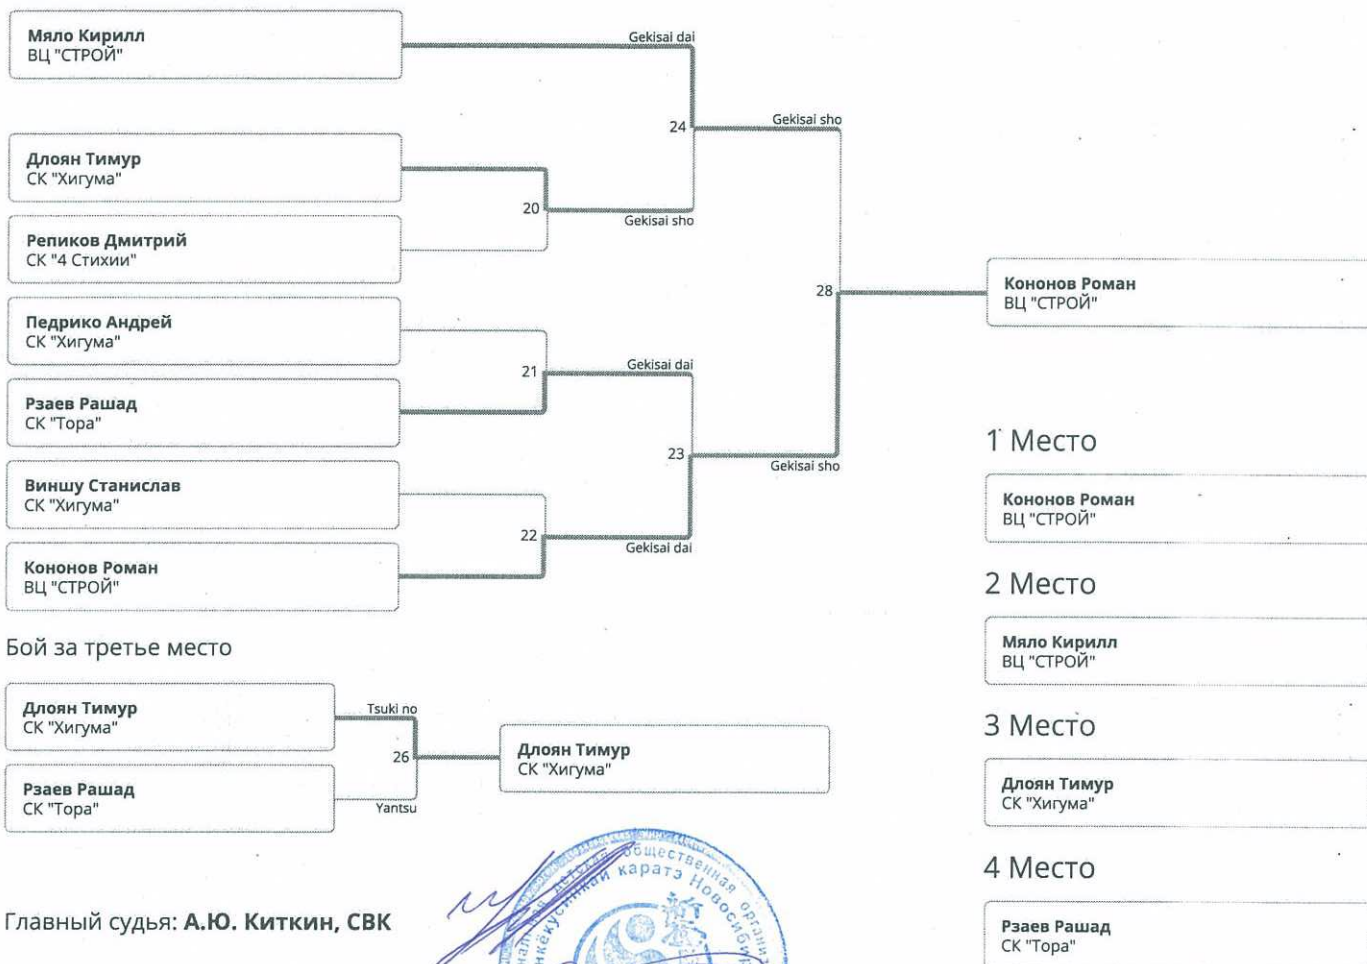 Мяло Кирилл
ВЦ "СТРОЙ"
Gekisai dai
24
Gekisai sho
Длоян Тимур
СК "Хигума"
20
Gekisai sho
Репиков Дмитрий
СК "4 Стихии"
28
Кононов Роман
ВЦ "СТРОЙ"
Педрико Андрей
СК "Хигума"
21
Gekisai dai
Рзаев Рашад
СК "Тора"
23
Gekisai sho
Виншу Станислав
СК "Хигума"
22
Gekisai dai
Кононов Роман
ВЦ "СТРОЙ"
1 Место
Кононов Роман
ВЦ "СТРОЙ"
2 Место
Мяло Кирилл
ВЦ "СТРОЙ"
3 Место
Длоян Тимур
СК "Хигума"
4 Место
Рзаев Рашад
СК "Тора"
Бой за третье место
Длоян Тимур
СК "Хигума"
Tsuki no
26
Рзаев Рашад
СК "Тора"
Yantsu
Длоян Тимур
СК "Хигума"
Главный судья: А.Ю. Киткин, СВК
детская общественная
каратэ